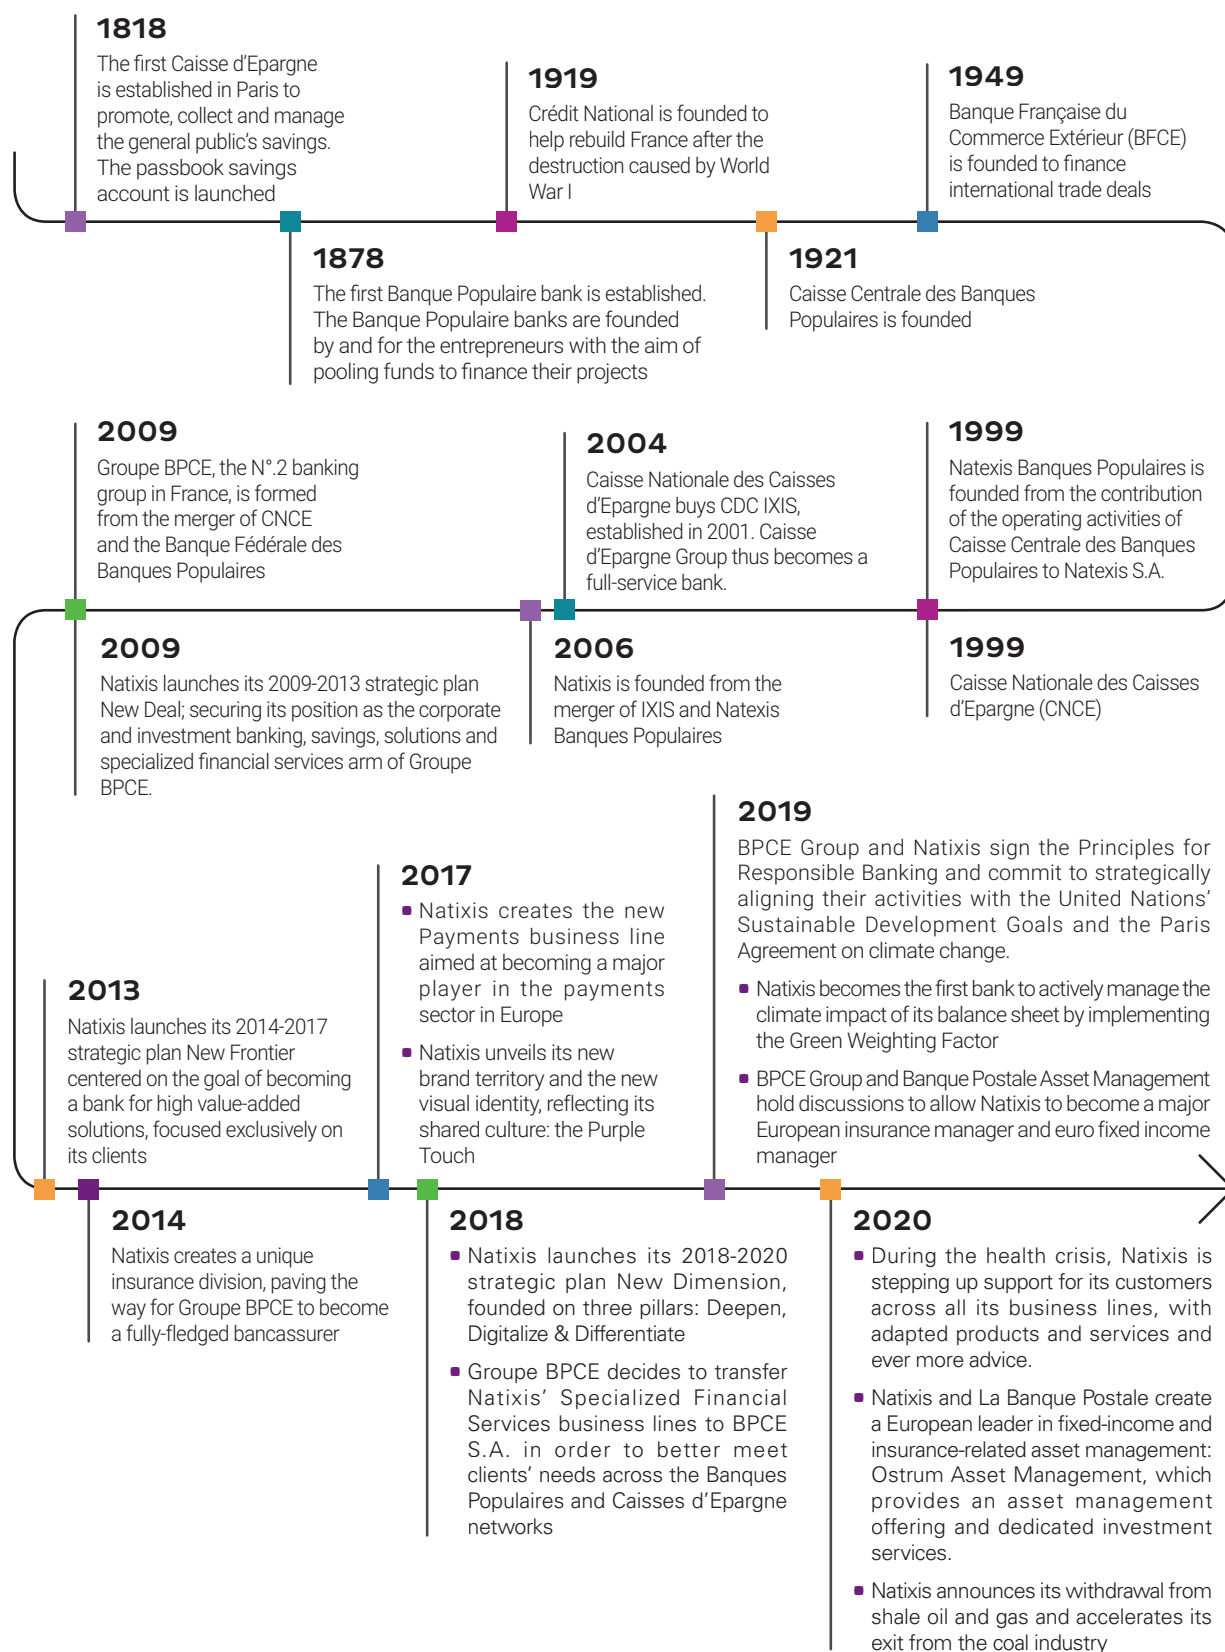 1818
The first Caisse d’Epargne
is established in Paris to
promote, collect and manage
the general public’s savings.
The passbook savings
account is launched
1878
The first Banque Populaire bank is established.
The Banque Populaire banks are founded
by and for the entrepreneurs with the aim of
pooling funds to finance their projects
1919
Crédit National is founded to
help rebuild France after the
destruction caused by World
War I
1921
Caisse Centrale des Banques
Populaires is founded
1949
Banque Française du
Commerce Extérieur (BFCE)
is founded to finance
international trade deals
1999
Natexis Banques Populaires is
founded from the contribution
of the operating activities of
Caisse Centrale des Banques
Populaires to Natexis S.A.
1999
Caisse Nationale des Caisses
d’Epargne (CNCE)
2004
Caisse Nationale des Caisses
d’Epargne buys CDC IXIS,
established in 2001. Caisse
d’Epargne Group thus becomes a
full-service bank.
2006
Natixis is founded from the
merger of IXIS and Natexis
Banques Populaires
2009
Groupe BPCE, the N°.2 banking
group in France, is formed
from the merger of CNCE
and the Banque Fédérale des
Banques Populaires
2009
Natixis launches its 2009-2013 strategic plan
New Deal; securing its position as the corporate
and investment banking, savings, solutions and
specialized financial services arm of Groupe
BPCE.
2013
Natixis launches its 2014-2017
strategic plan New Frontier
centered on the goal of becoming
a bank for high value-added
solutions, focused exclusively on
its clients
2014
Natixis creates a unique
insurance division, paving the
way for Groupe BPCE to become
a fully-fledged bancassurer
2017
Natixis creates the new
Payments business line
aimed at becoming a major
player in the payments
sector in Europe
Natixis unveils its new
brand territory and the new
visual identity, reflecting its
shared culture: the Purple
Touch
2018
Natixis launches its 2018-2020
strategic plan New Dimension,
founded on three pillars: Deepen,
Digitalize & Differentiate
Groupe BPCE decides to transfer
Natixis’ Specialized Financial
Services business lines to BPCE
S.A. in order to better meet
clients’ needs across the Banques
Populaires and Caisses d’Epargne
networks
2019
BPCE Group and Natixis sign the Principles for
Responsible Banking and commit to strategically
aligning their activities with the United Nations’
Sustainable Development Goals and the Paris
Agreement on climate change.
Natixis becomes the first bank to actively manage the
climate impact of its balance sheet by implementing
the Green Weighting Factor
BPCE Group and Banque Postale Asset Management
hold discussions to allow Natixis to become a major
European insurance manager and euro fixed income
manager
2020
During the health crisis, Natixis is
stepping up support for its customers
across all its business lines, with
adapted products and services and
ever more advice.
Natixis and La Banque Postale create
a European leader in fixed-income and
insurance-related asset management:
Ostrum Asset Management, which
provides an asset management
offering and dedicated investment
services.
Natixis announces its withdrawal from
shale oil and gas and accelerates its
exit from the coal industry